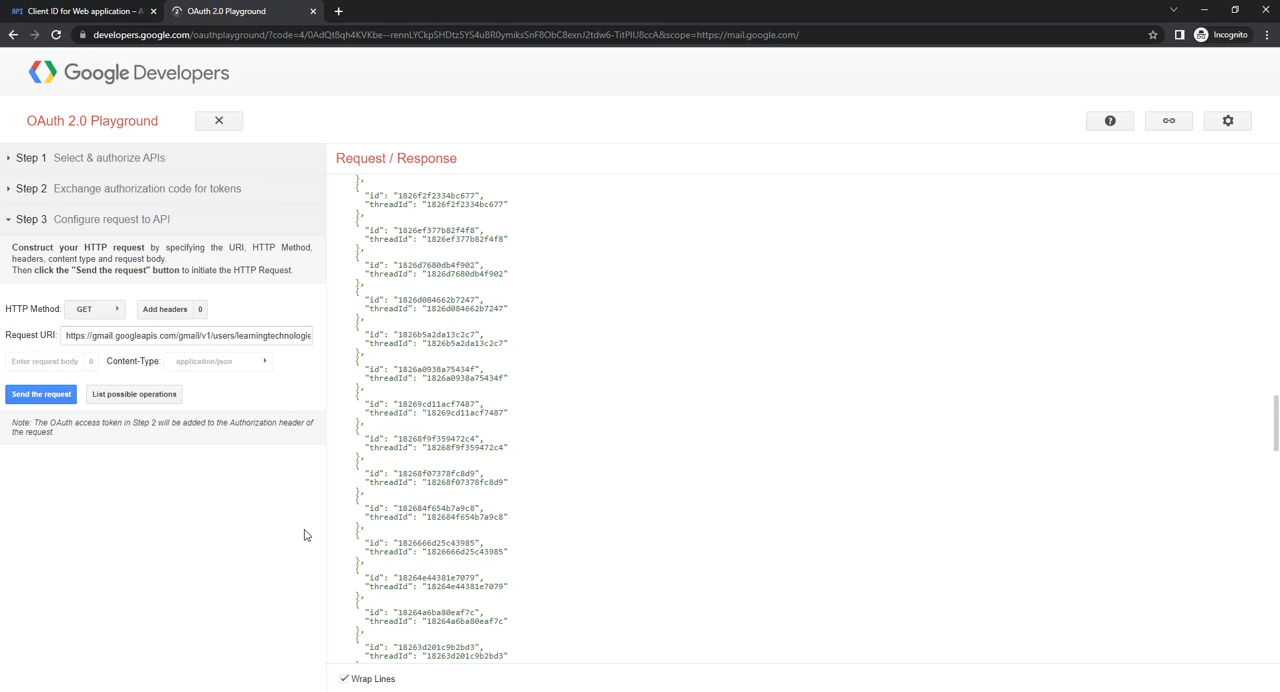 API Client ID for Web application – A
OAuth 2.0 Playground
developers.google.com/oauthplayground/?code=4/0AdQt8qh4KVKbe--rennLYCkpSHDtz5YS4uBR0ymiksSnF8ObC8exnJ2tdw6-TitPIU8ccA&scope=https://mail.google.com/
Incognito
Google Developers
OAuth 2.0 Playground
Step 1 Select & authorize APIs
Step 2 Exchange authorization code for tokens
Step 3 Configure request to API
Construct your HTTP request by specifying the URI, HTTP Method,
headers, content type and request body.
Then click the "Send the request" button to initiate the HTTP Request.
HTTP Method: GET Add headers 0
Request URI: https://gmail.googleapis.com/gmail/v1/users/learningtechnologie
Enter request body 0 Content-Type: application/json
Send the request List possible operations
Note: The OAuth access token in Step 2 will be added to the Authorization header of
the request.
Request / Response
},
{
"id": "1826f2f2334bc677",
"threadId": "1826f2f2334bc677"
},
{
"id": "1826ef377b82f4f8",
"threadId": "1826ef377b82f4f8"
},
{
"id": "1826d7680db4f902",
"threadId": "1826d7680db4f902"
},
{
"id": "1826d084662b7247",
"threadId": "1826d084662b7247"
},
{
"id": "1826b5a2da13c2c7",
"threadId": "1826b5a2da13c2c7"
},
{
"id": "1826a0938a75434f",
"threadId": "1826a0938a75434f"
},
{
"id": "18269cd11acf7487",
"threadId": "18269cd11acf7487"
},
{
"id": "18268f9f359472c4",
"threadId": "18268f9f359472c4"
},
{
"id": "18268f07378fc8d9",
"threadId": "18268f07378fc8d9"
},
{
"id": "182684f654b7a9c8",
"threadId": "182684f654b7a9c8"
},
{
"id": "1826666d25c43985",
"threadId": "1826666d25c43985"
},
{
"id": "18264e44381e7079",
"threadId": "18264e44381e7079"
},
{
"id": "18264a6ba80eaf7c",
"threadId": "18264a6ba80eaf7c"
},
{
"id": "18263d201c9b2bd3",
"threadId": "18263d201c9b2bd3"
Wrap Lines